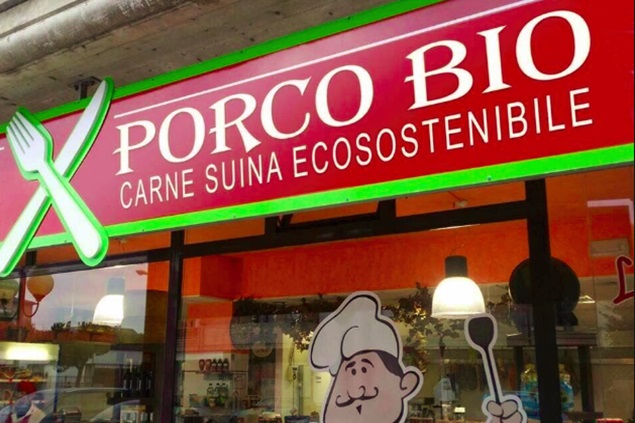 PORCO BIO
CARNE SUINA ECOSOSTENIBILE